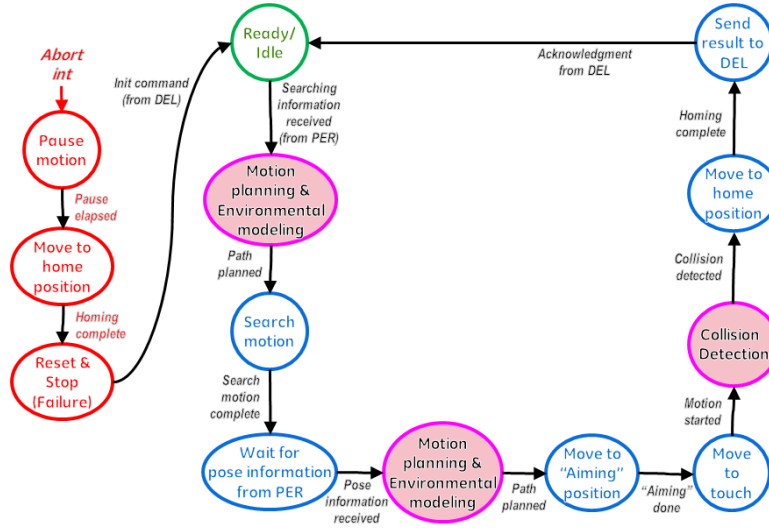 Abort
int
Pause
motion
Pause
elapsed
Move to
home
position
Homing
complete
Reset &
Stop
(Failure)
Init command
(from DEL)
Ready/
Idle
Searching
information
received
(from PER)
Motion
planning &
Environmental
modeling
Path
planned
Search
motion
Search
motion
complete
Wait for
pose information
from PER
Pose
information
received
Motion
planning &
Environmental
modeling
Path
planned
Move to
"Aiming"
position
"Aiming"
done
Move
to
touch
Motion
started
Collision
Detection
Collision
detected
Move to
home
position
Homing
complete
Send
result to
DEL
Acknowledgment
from DEL